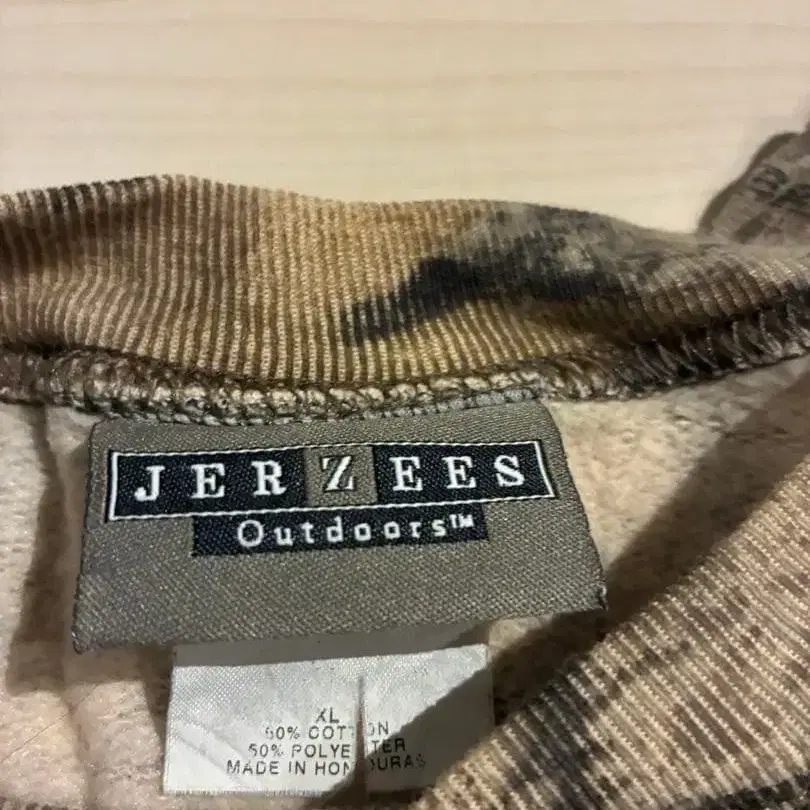 JERZEES
Outdoors™
XL
50% COTTON
50% POLYESTER
MADE IN HONDURAS